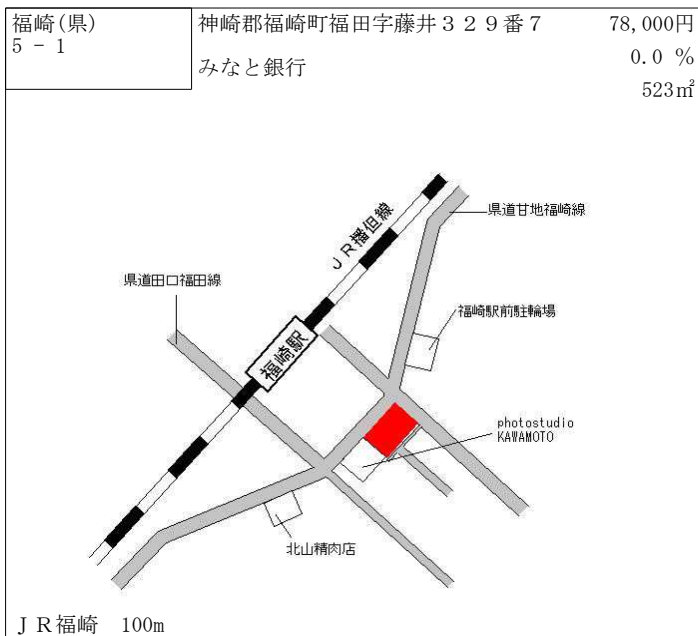 福崎(県)
5 - 1
神崎郡福崎町福田字藤井３２９番７
みなと銀行
78,000円
0.0 %
523㎡
県道甘地福崎線
ＪＲ播但線
県道田口福田線
福崎駅前駐輪場
福崎駅
photostudio
KAWAMOTO
北山精肉店
ＪＲ福崎 100m